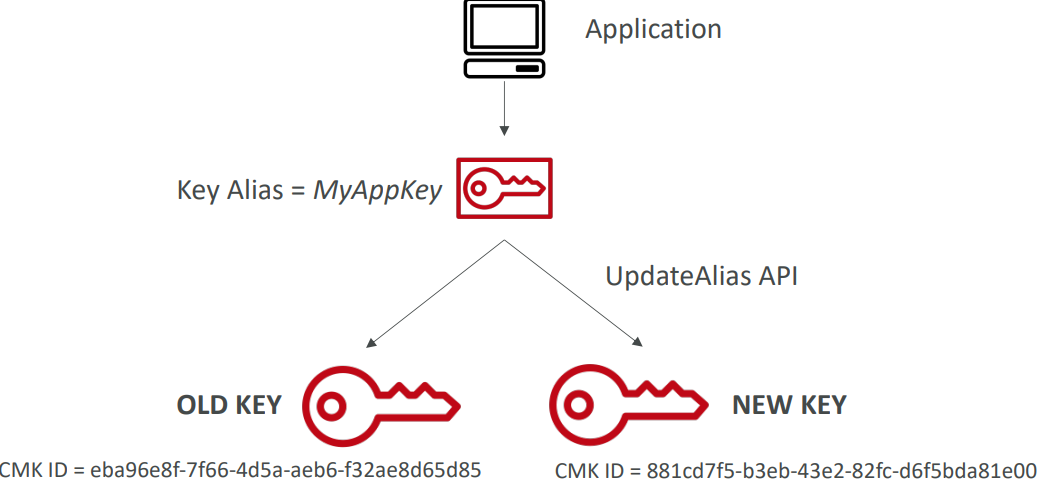 Application
Key Alias = MyAppKey
UpdateAlias API
OLD KEY
NEW KEY
CMK ID = eba96e8f-7f66-4d5a-aeb6-f32ae8d65d85
CMK ID = 881cd7f5-b3eb-43e2-82fc-d6f5bda81e00